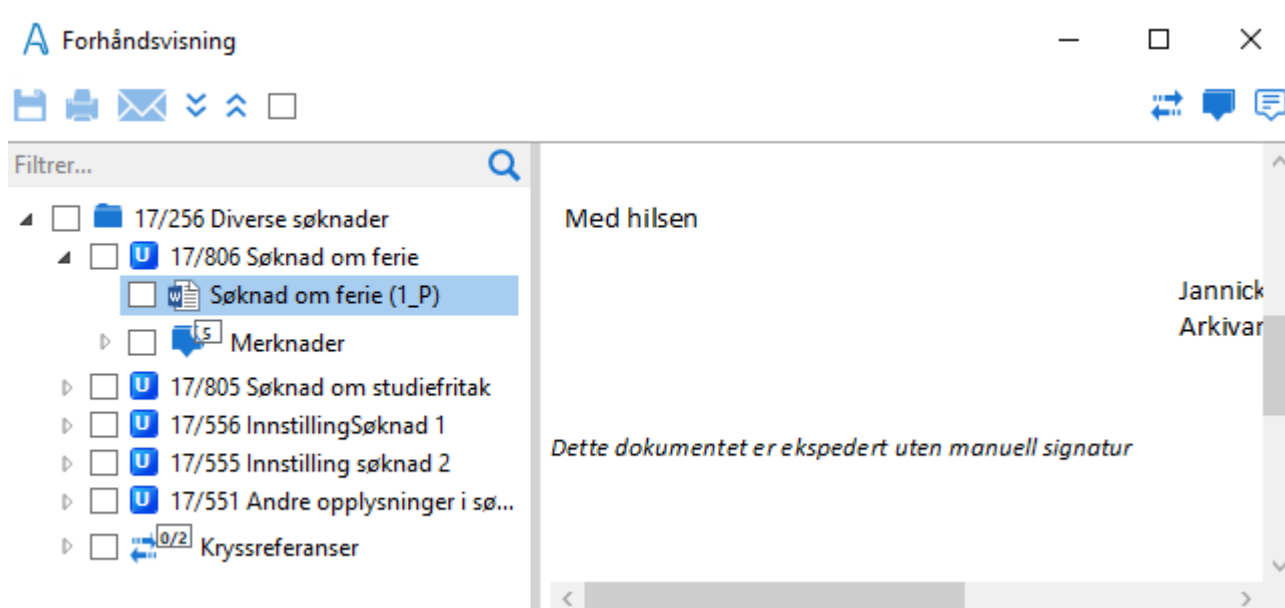 Forhåndsvisning
Filtrer...
17/256 Diverse søknader
U 17/806 Søknad om ferie
W Søknad om ferie (1_P)
5 Merknader
U 17/805 Søknad om studiefritak
U 17/556 InnstillingSøknad 1
U 17/555 Innstilling søknad 2
U 17/551 Andre opplysninger i sø...
0/2 Kryssreferanser
Med hilsen
Jannick
Arkivar
Dette dokumentet er ekspedert uten manuell signatur